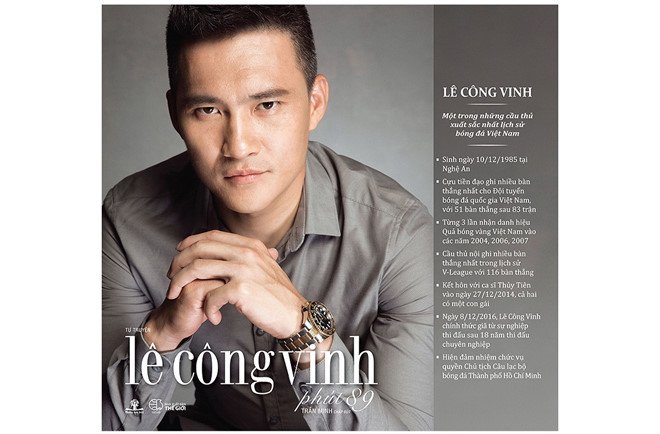 TỰ TRUYỆN
lê công vinh
phút 89
TRẦN MINH CHẤP BÚT
THẾ GIỚI
LÊ CÔNG VINH
Một trong những cầu thủ
xuất sắc nhất lịch sử
bóng đá Việt Nam
Sinh ngày 10/12/1985 tại
Nghệ An
Cựu tiền đạo ghi nhiều bàn
thắng nhất cho Đội tuyển
bóng đá quốc gia Việt Nam,
với 51 bàn thắng sau 83 trận
Từng 3 lần nhận danh hiệu
Quả bóng vàng Việt Nam vào
các năm 2004, 2006, 2007
Cầu thủ nội ghi nhiều bàn
thắng nhất trong lịch sử
V-League với 116 bàn thắng
Kết hôn với ca sĩ Thủy Tiên
vào ngày 27/12/2014, cả hai
có một con gái
Ngày 8/12/2016, Lê Công Vinh
chính thức giã từ sự nghiệp
thi đấu sau 18 năm thi đấu
chuyên nghiệp
Hiện đảm nhiệm chức vụ
quyền Chủ tịch Câu lạc bộ
bóng đá Thành phố Hồ Chí Minh